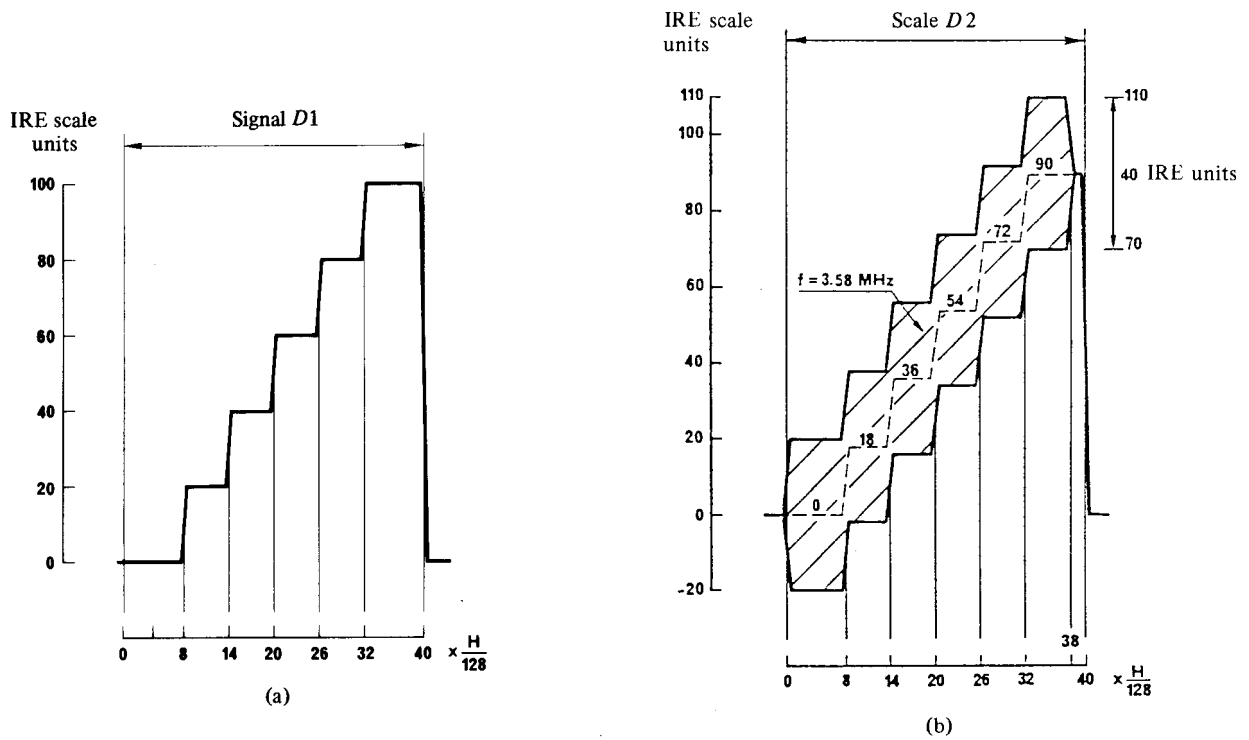 IRE scale
units
Signal D1
100
80
60
40
20
0
0 8 14 20 26 32 40 × H/128
(a)
IRE scale
units
Scale D2
110
100
80
60
40
20
0
-20
f = 3.58 MHz
0
18
36
54
72
90
110
40 IRE units
70
38
0 8 14 20 26 32 40 × H/128
(b)